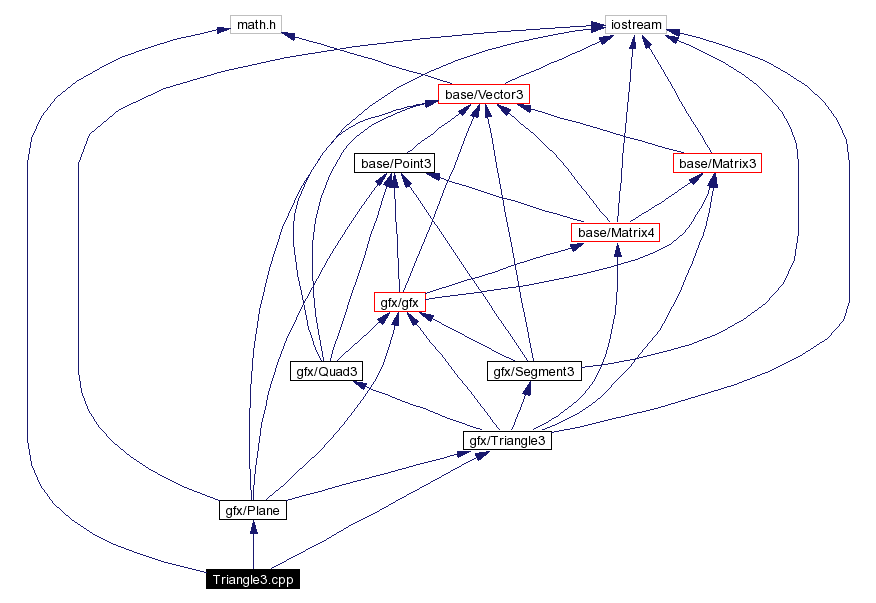 math.h
iostream
base/Vector3
base/Point3
base/Matrix3
base/Matrix4
gfx/gfx
gfx/Quad3
gfx/Segment3
gfx/Triangle3
gfx/Plane
Triangle3.cpp